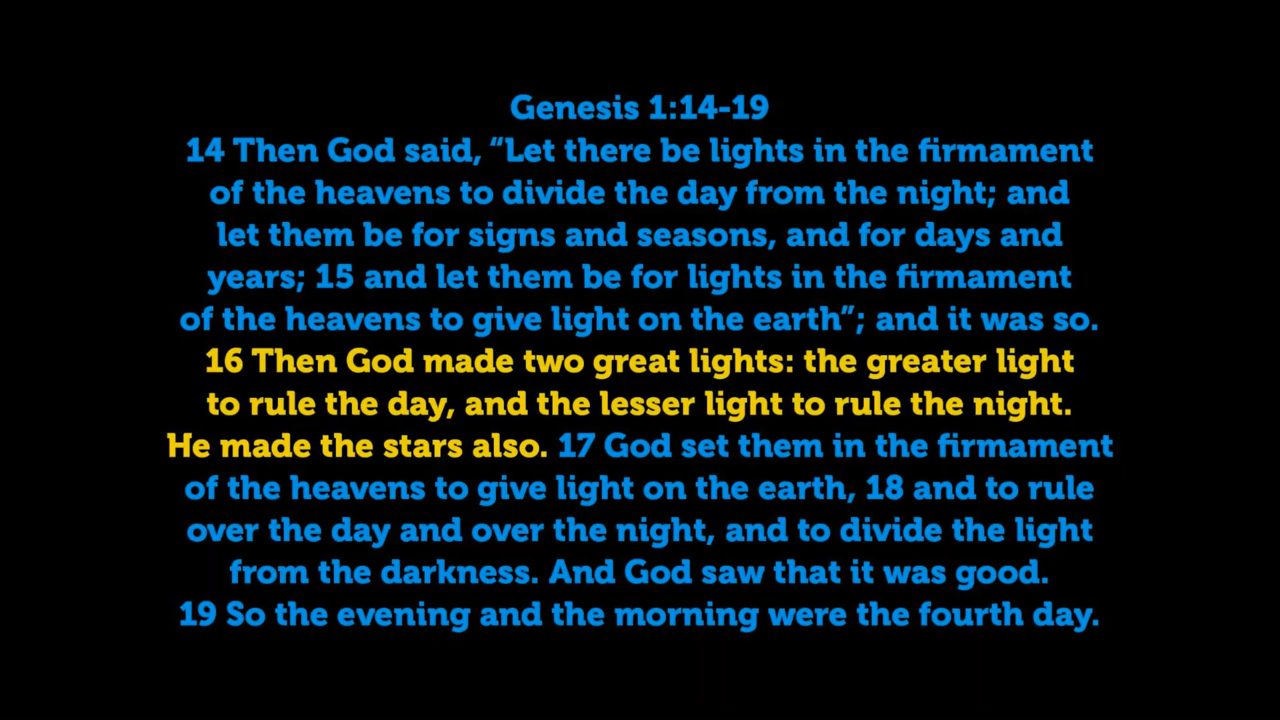 Genesis 1:14-19
14 Then God said, “Let there be lights in the firmament
of the heavens to divide the day from the night; and
let them be for signs and seasons, and for days and
years; 15 and let them be for lights in the firmament
of the heavens to give light on the earth”; and it was so.
16 Then God made two great lights: the greater light
to rule the day, and the lesser light to rule the night.
He made the stars also. 17 God set them in the firmament
of the heavens to give light on the earth, 18 and to rule
over the day and over the night, and to divide the light
from the darkness. And God saw that it was good.
19 So the evening and the morning were the fourth day.